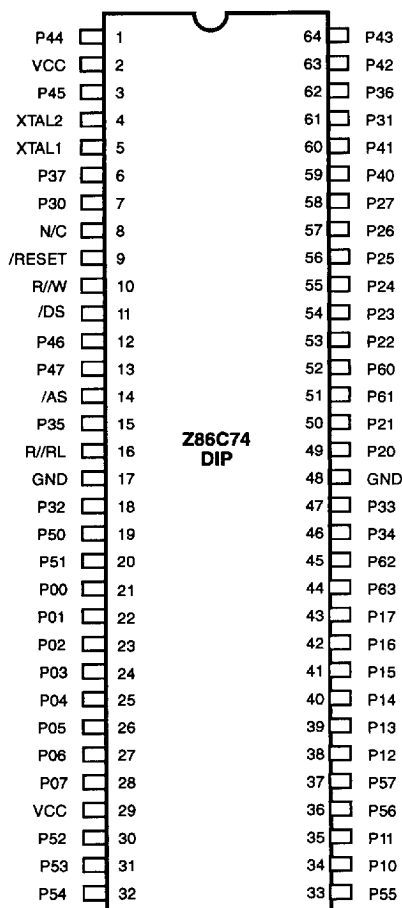 P44 1 64 P43
VCC 2 63 P42
P45 3 62 P36
XTAL2 4 61 P31
XTAL1 5 60 P41
P37 6 59 P40
P30 7 58 P27
N/C 8 57 P26
/RESET 9 56 P25
R//W 10 55 P24
/DS 11 54 P23
P46 12 53 P22
P47 13 52 P60
/AS 14 51 P61
P35 15 50 P21
R//RL 16 49 P20
Z86C74
DIP
GND 17 48 GND
P32 18 47 P33
P50 19 46 P34
P51 20 45 P62
P00 21 44 P63
P01 22 43 P17
P02 23 42 P16
P03 24 41 P15
P04 25 40 P14
P05 26 39 P13
P06 27 38 P12
P07 28 37 P57
VCC 29 36 P56
P52 30 35 P11
P53 31 34 P10
P54 32 33 P55